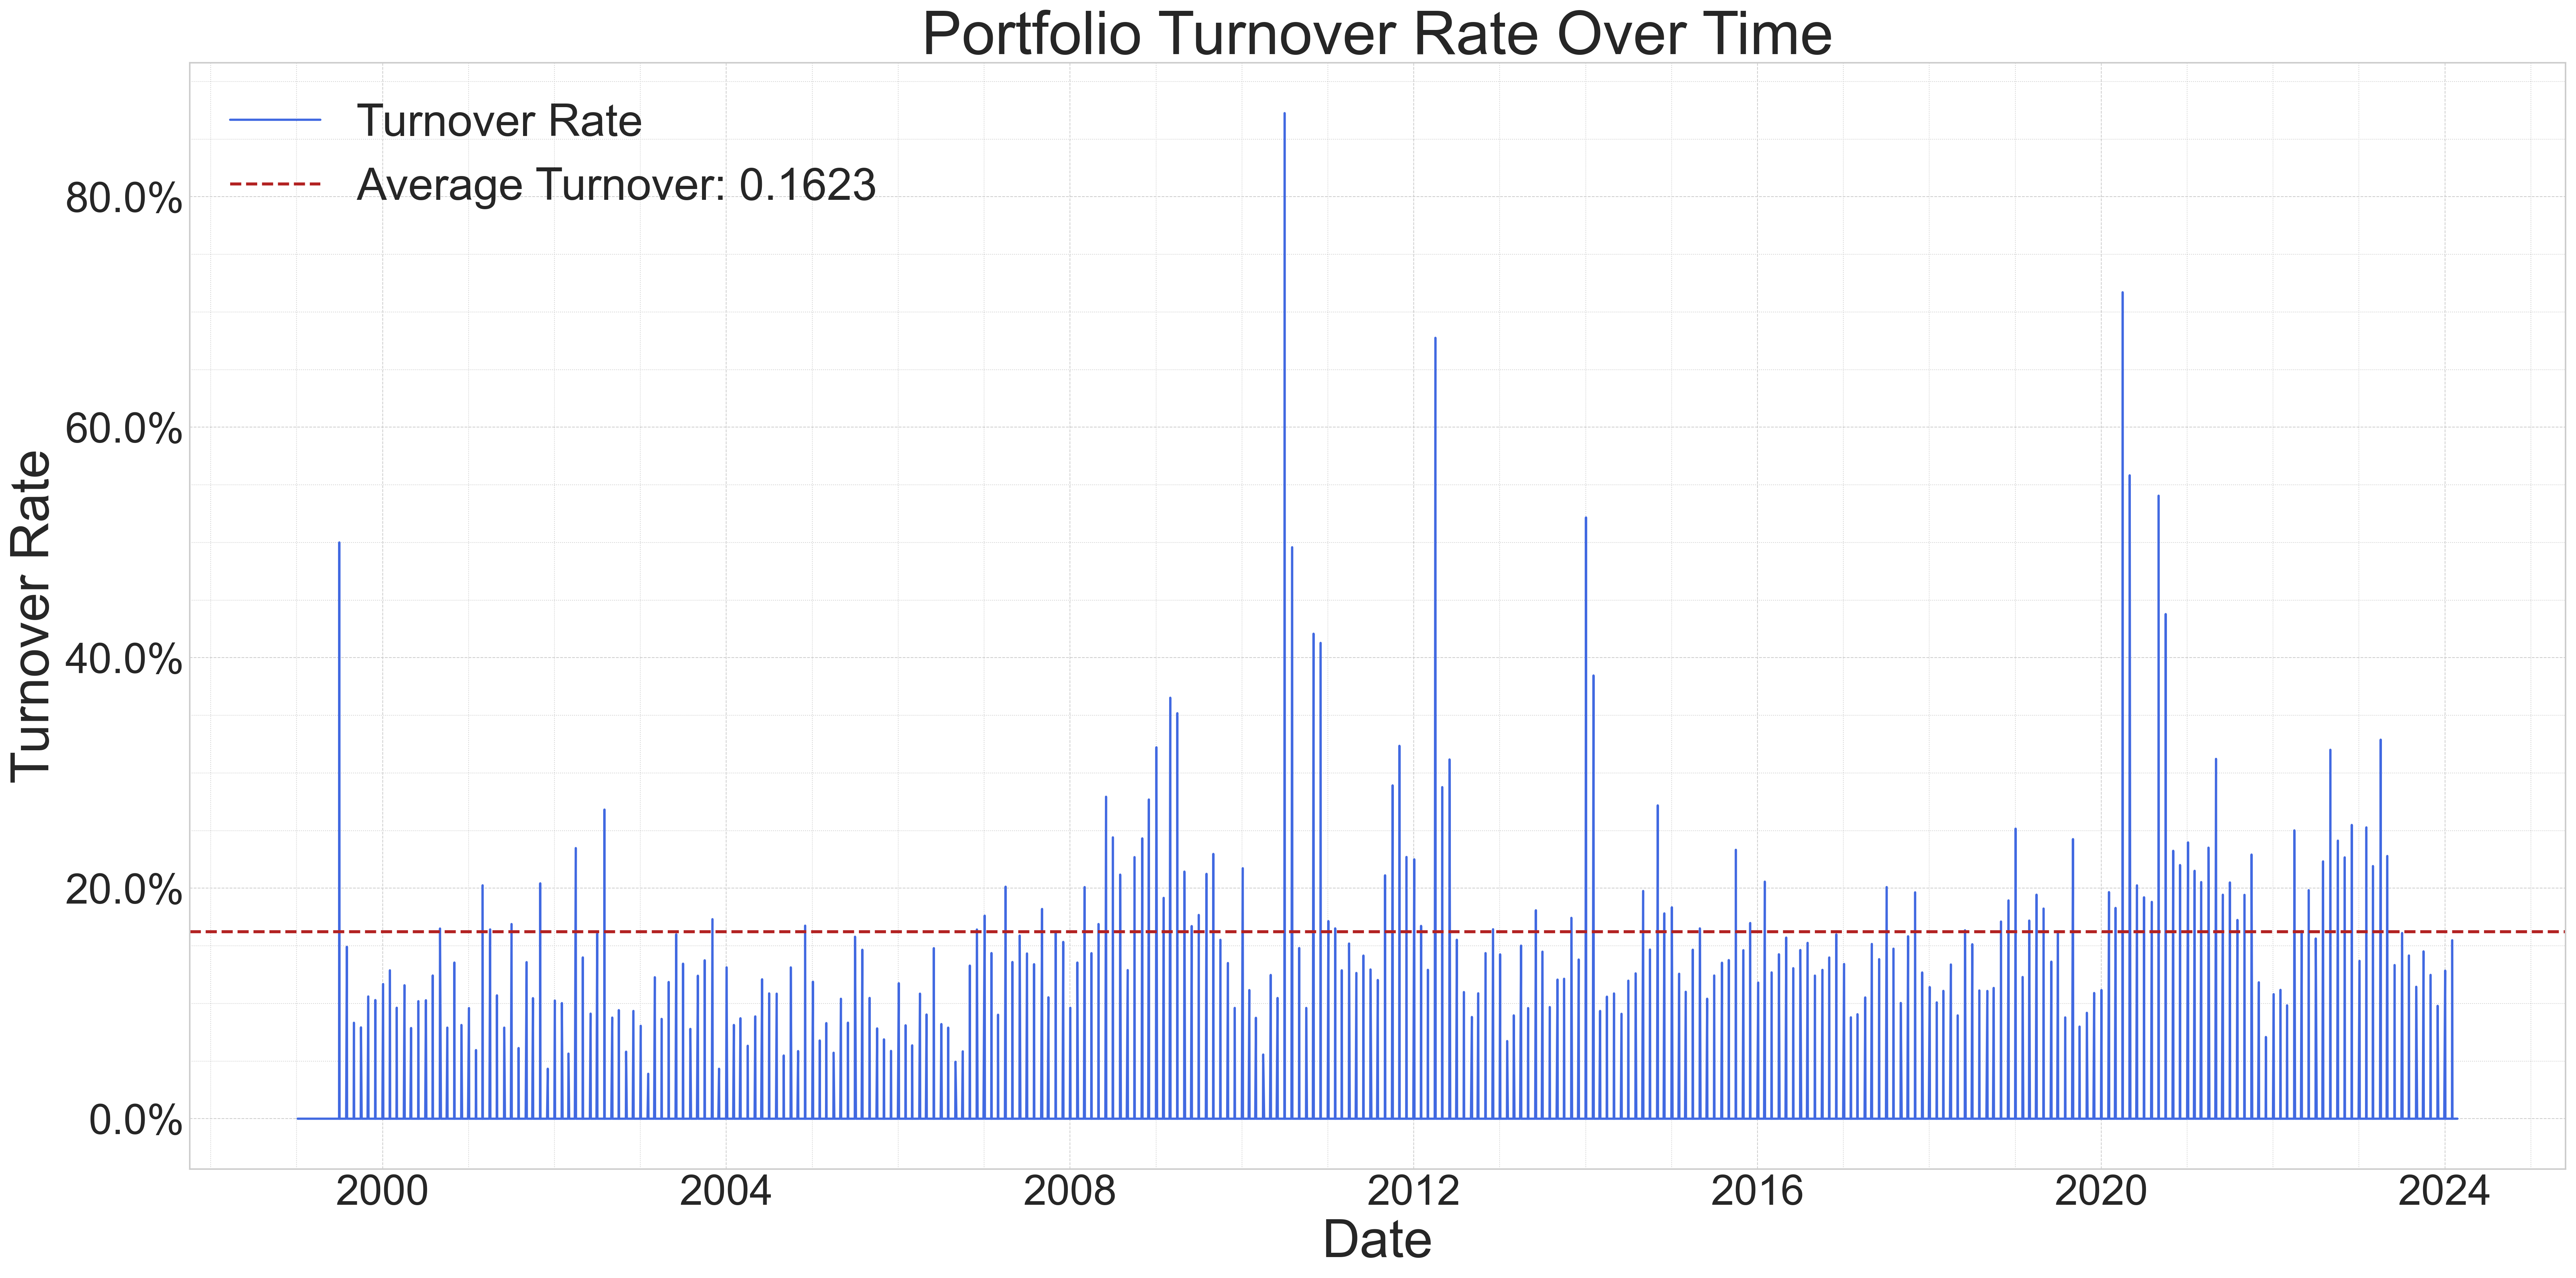 Portfolio Turnover Rate Over Time
Turnover Rate
Average Turnover: 0.1623
80.0%
60.0%
40.0%
20.0%
0.0%
Turnover Rate
2000 2004 2008 2012 2016 2020 2024
Date